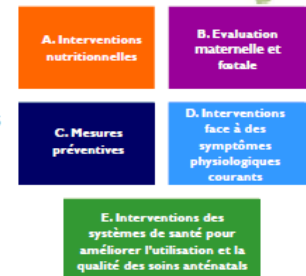 A. Interventions
nutritionnelles
B. Evaluation
maternelle et
fœtale
C. Mesures
préventives
D. Interventions
face à des
symptômes
physiologiques
courants
E. Interventions des
systèmes de santé pour
améliorer l'utilisation et la
qualité des soins anténatals